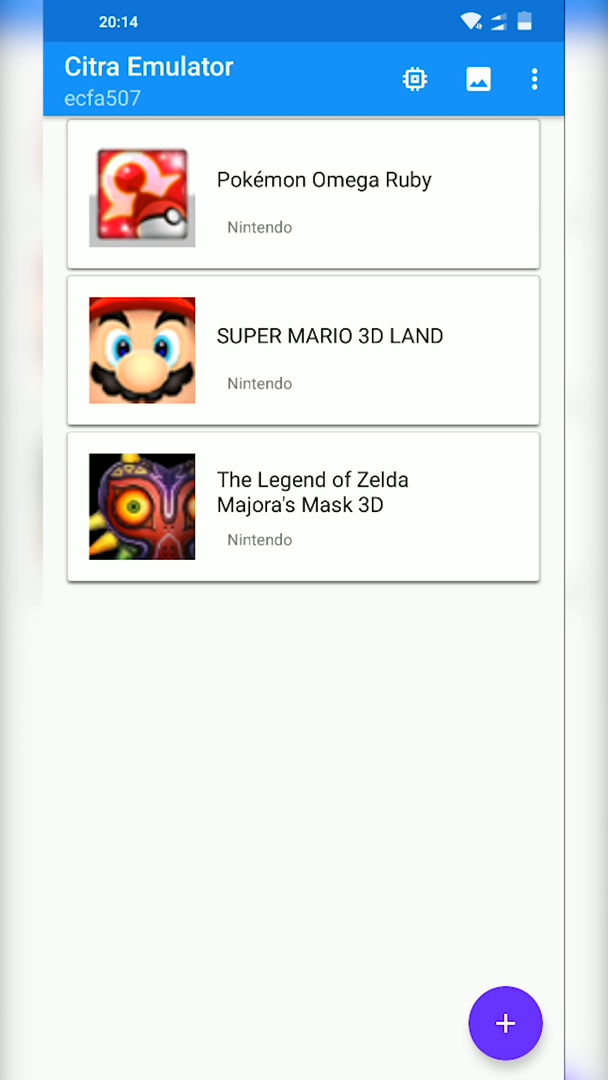 20:14
Citra Emulator
ecfa507
Pokémon Omega Ruby
Nintendo
SUPER MARIO 3D LAND
Nintendo
The Legend of Zelda
Majora's Mask 3D
Nintendo